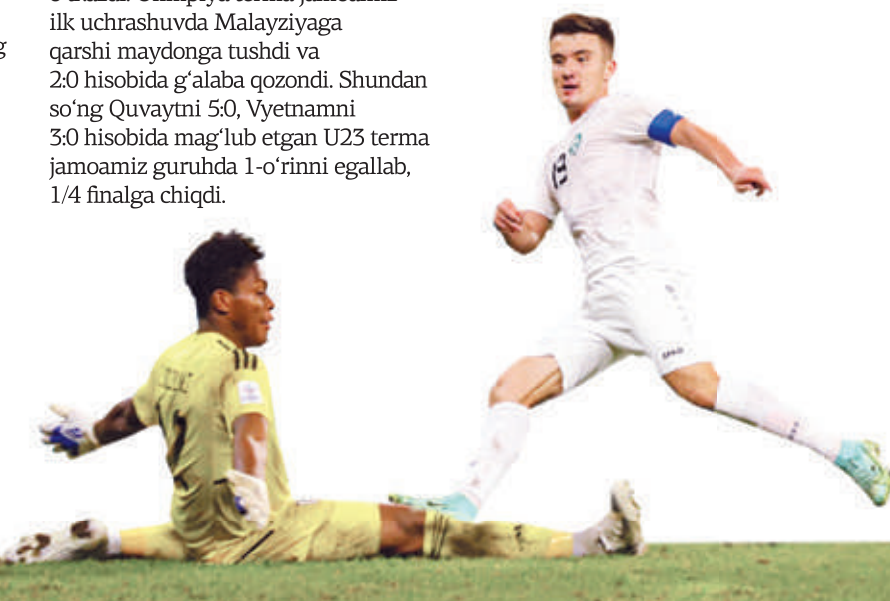 ilk uchrashuvda Malayziyaga
qarshi maydonga tushdi va
2:0 hisobida g‘alaba qozondi. Shundan
so‘ng Quvaytni 5:0, Vyetnamni
3:0 hisobida mag‘lub etgan U23 terma
jamoamiz guruhda 1-o‘rinni egallab,
1/4 finalga chiqdi.
19